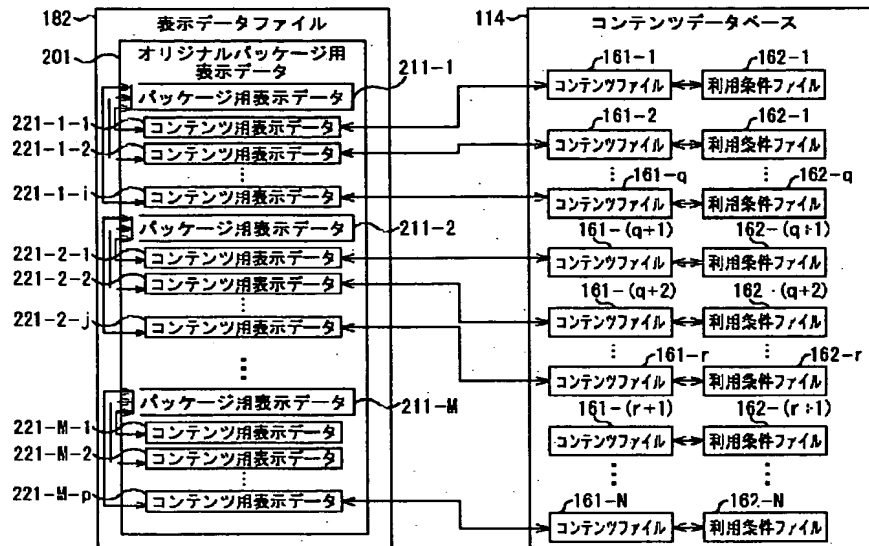 182
表示データファイル
201
オリジナルパッケージ用
表示データ
パッケージ用表示データ
211-1
221-1-1
コンテンツ用表示データ
221-1-2
コンテンツ用表示データ
221-1-i
コンテンツ用表示データ
パッケージ用表示データ
211-2
221-2-1
コンテンツ用表示データ
221-2-2
コンテンツ用表示データ
221-2-j
コンテンツ用表示データ
パッケージ用表示データ
211-M
221-M-1
コンテンツ用表示データ
221-M-2
コンテンツ用表示データ
221-M-p
コンテンツ用表示データ
114
コンテンツデータベース
161-1
162-1
コンテンツファイル
利用条件ファイル
161-2
162-1
コンテンツファイル
利用条件ファイル
161-q
162-q
コンテンツファイル
利用条件ファイル
161-(q+1)
162-(q+1)
コンテンツファイル
利用条件ファイル
161-(q+2)
162-(q+2)
コンテンツファイル
利用条件ファイル
161-r
162-r
コンテンツファイル
利用条件ファイル
161-(r+1)
162-(r+1)
コンテンツファイル
利用条件ファイル
161-N
162-N
コンテンツファイル
利用条件ファイル